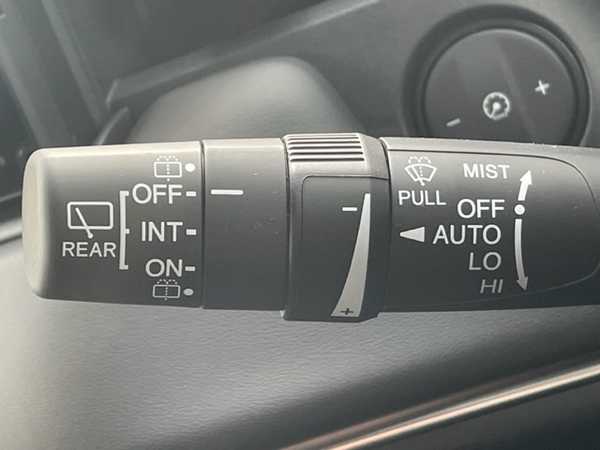 OFF
INT
ON
REAR
−
+
PULL
MIST
OFF
AUTO
LO
HI
−
+